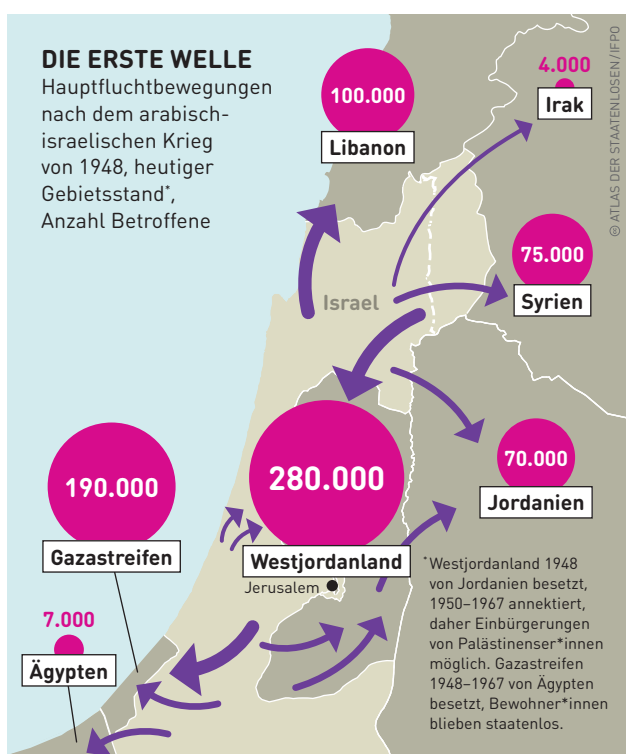 DIE ERSTE WELLE
Hauptfluchtbewegungen
nach dem arabisch-
israelischen Krieg
von 1948, heutiger
Gebietsstand*,
Anzahl Betroffene
100.000
Libanon
4.000
Irak
75.000
Syrien
Israel
280.000
Westjordanland
Jerusalem
70.000
Jordanien
190.000
Gazastreifen
7.000
Ägypten
*Westjordanland 1948
von Jordanien besetzt,
1950–1967 annektiert,
daher Einbürgerungen
von Palästinenser*innen
möglich. Gazastreifen
1948–1967 von Ägypten
besetzt, Bewohner*innen
blieben staatenlos.
🅭 ATLAS DER STAATENLOSEN/IFPO